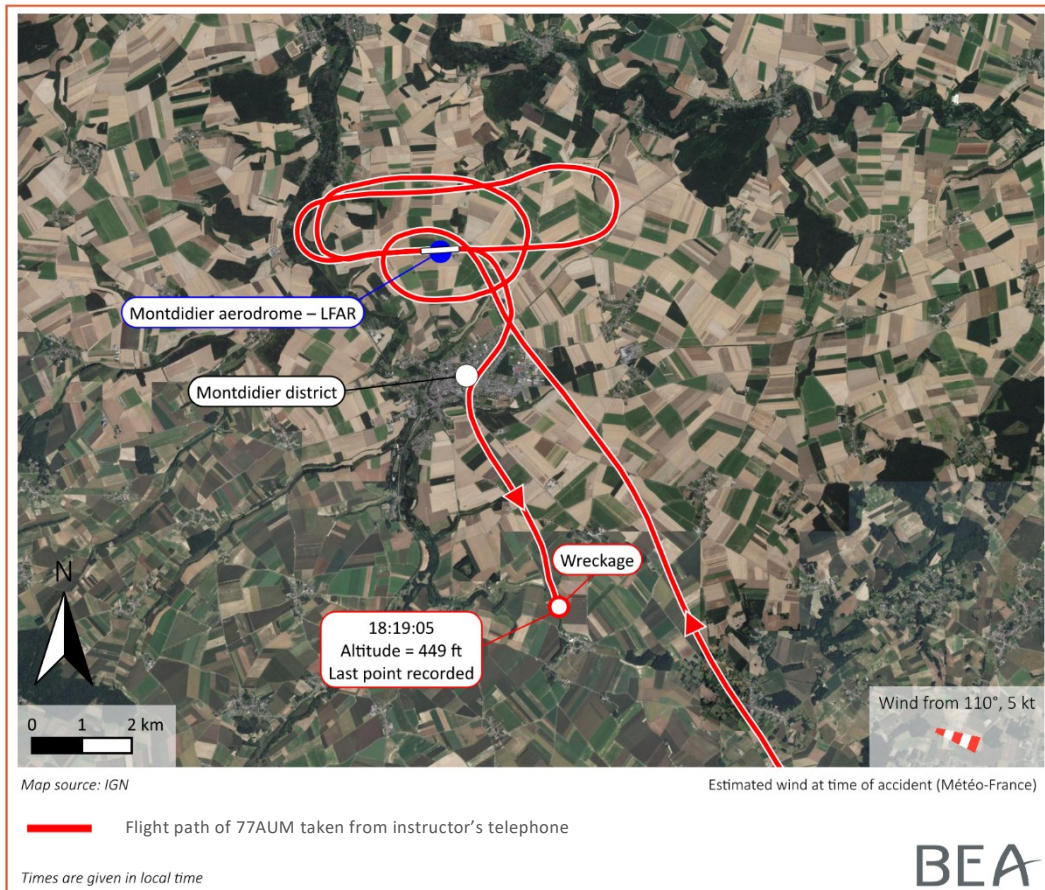 Montdidier aerodrome – LFAR
Montdidier district
Wreckage
N
18:19:05
Altitude = 449 ft
Last point recorded
0 1 2 km
Wind from 110°, 5 kt
Map source: IGN
Estimated wind at time of accident (Météo-France)
Flight path of 77AUM taken from instructor's telephone
Times are given in local time
BEA